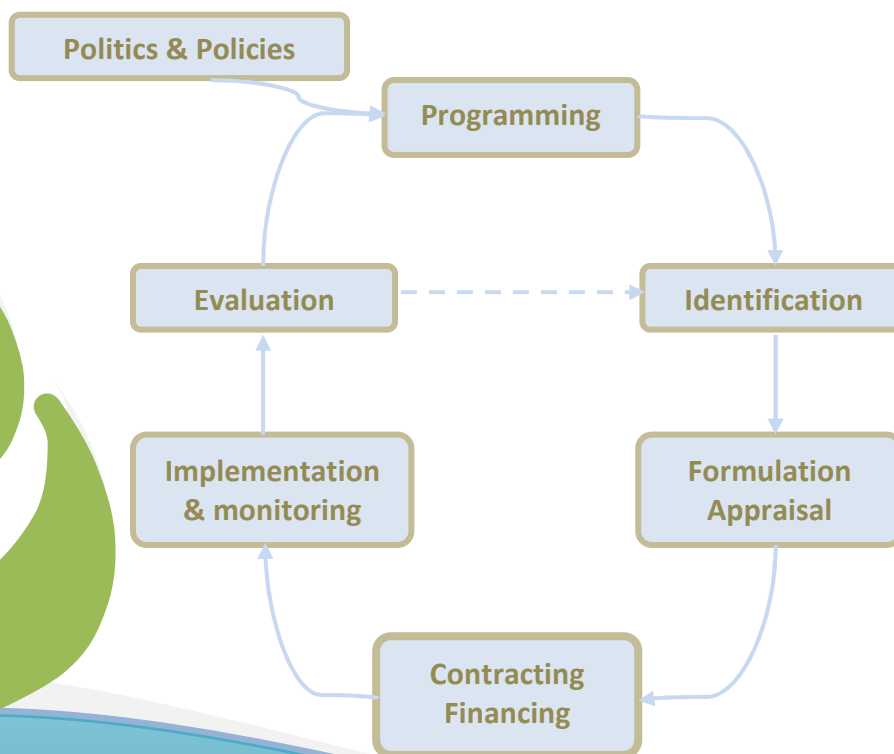 Politics & Policies
Programming
Evaluation
Identification
Implementation
& monitoring
Formulation
Appraisal
Contracting
Financing